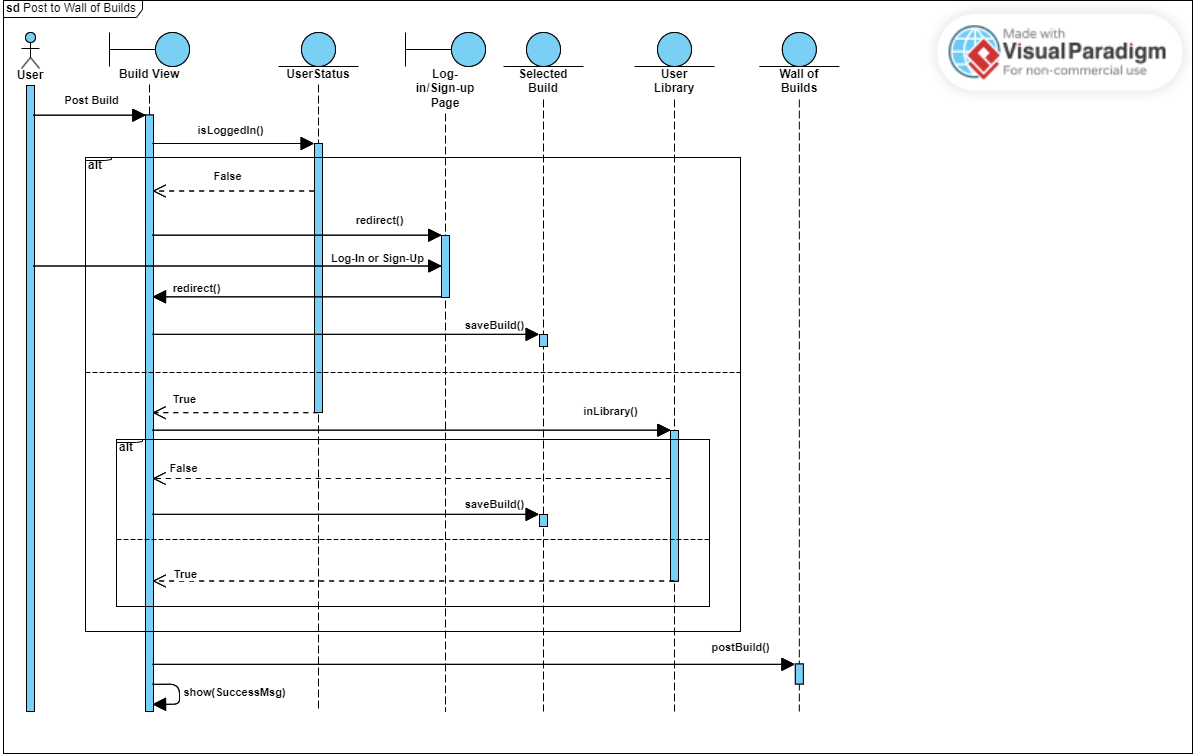 sd Post to Wall of Builds
Made with
VisualParadigm
For non-commercial use
User
Build View
UserStatus
Log-
in/Sign-up
Page
Selected
Build
User
Library
Wall of
Builds
Post Build
isLoggedIn()
alt
False
redirect()
Log-In or Sign-Up
redirect()
saveBuild()
True
inLibrary()
alt
False
saveBuild()
True
postBuild()
show(SuccessMsg)